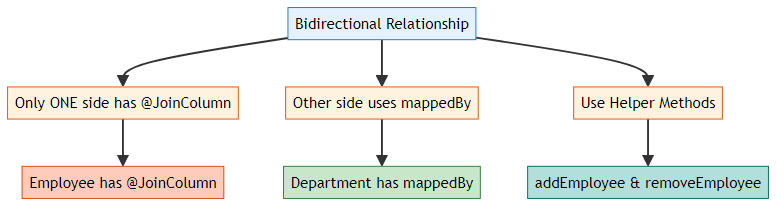 Bidirectional Relationship
Only ONE side has @JoinColumn
Other side uses mappedBy
Use Helper Methods
Employee has @JoinColumn
Department has mappedBy
addEmployee & removeEmployee